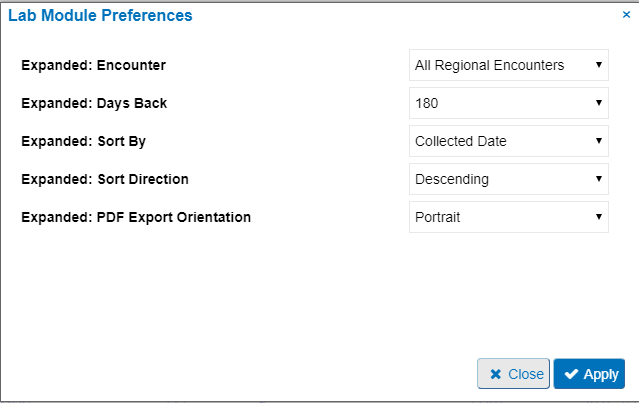 Lab Module Preferences
Expanded: Encounter All Regional Encounters
Expanded: Days Back 180
Expanded: Sort By Collected Date
Expanded: Sort Direction Descending
Expanded: PDF Export Orientation Portrait
Close Apply